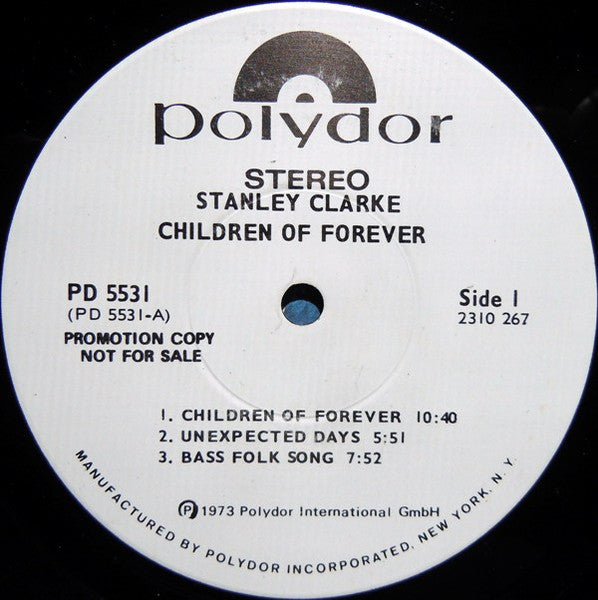 polydor
STEREO
STANLEY CLARKE
CHILDREN OF FOREVER
PD 5531
(PD 5531-A)
PROMOTION COPY
NOT FOR SALE
Side 1
2310 267
1. CHILDREN OF FOREVER 10:40
2. UNEXPECTED DAYS 5:51
3. BASS FOLK SONG 7:52
Ⓟ 1973 Polydor International GmbH
MANUFACTURED BY POLYDOR INCORPORATED, NEW YORK, N.Y.